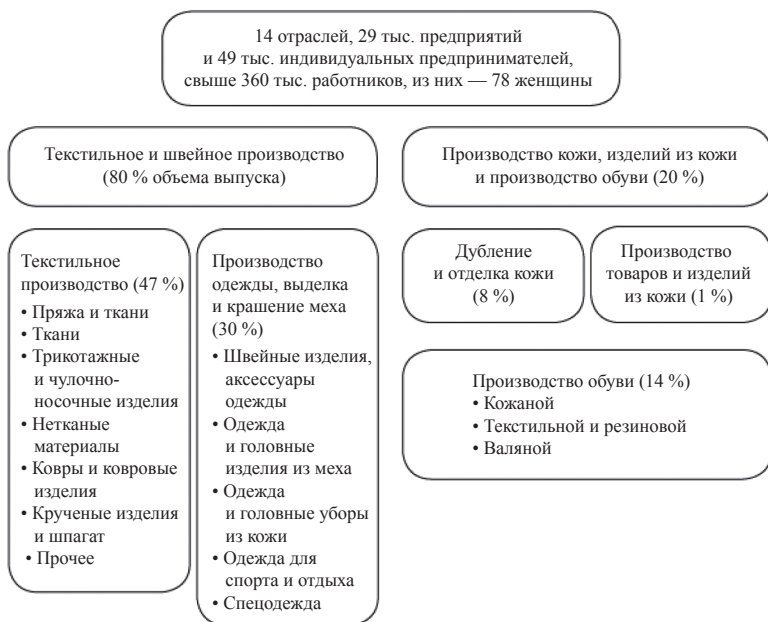 14 отраслей, 29 тыс. предприятий
и 49 тыс. индивидуальных предпринимателей,
свыше 360 тыс. работников, из них — 78 женщины
Текстильное и швейное производство
(80 % объема выпуска)
Производство кожи, изделий из кожи
и производство обуви (20 %)
Текстильное
производство (47 %)
• Пряжа и ткани
• Ткани
• Трикотажные
и чулочно-
носочные изделия
• Нетканые
материалы
• Ковры и ковровые
изделия
• Крученые изделия
и шпагат
• Прочее
Производство
одежды, выделка
и крашение меха
(30 %)
• Швейные изделия,
аксессуары
одежды
• Одежда
и головные
изделия из меха
• Одежда
и головные уборы
из кожи
• Одежда для
спорта и отдыха
• Спецодежда
Дубление
и отделка кожи
(8 %)
Производство
товаров и изделий
из кожи (1 %)
Производство обуви (14 %)
• Кожаной
• Текстильной и резиновой
• Валяной